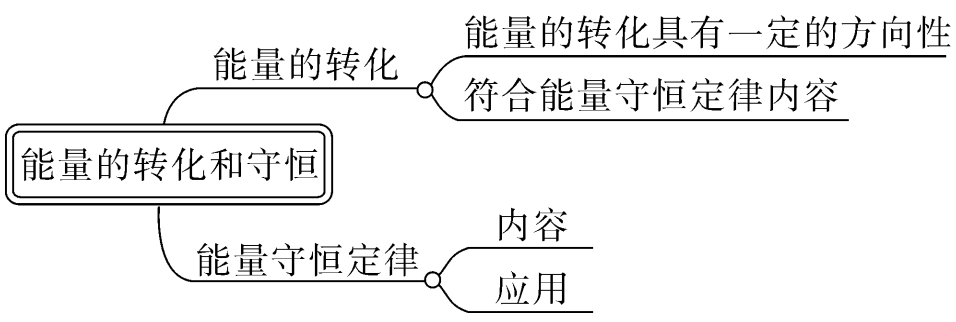 能量的转化和守恒
能量的转化
能量的转化具有一定的方向性
符合能量守恒定律内容
能量守恒定律
内容
应用